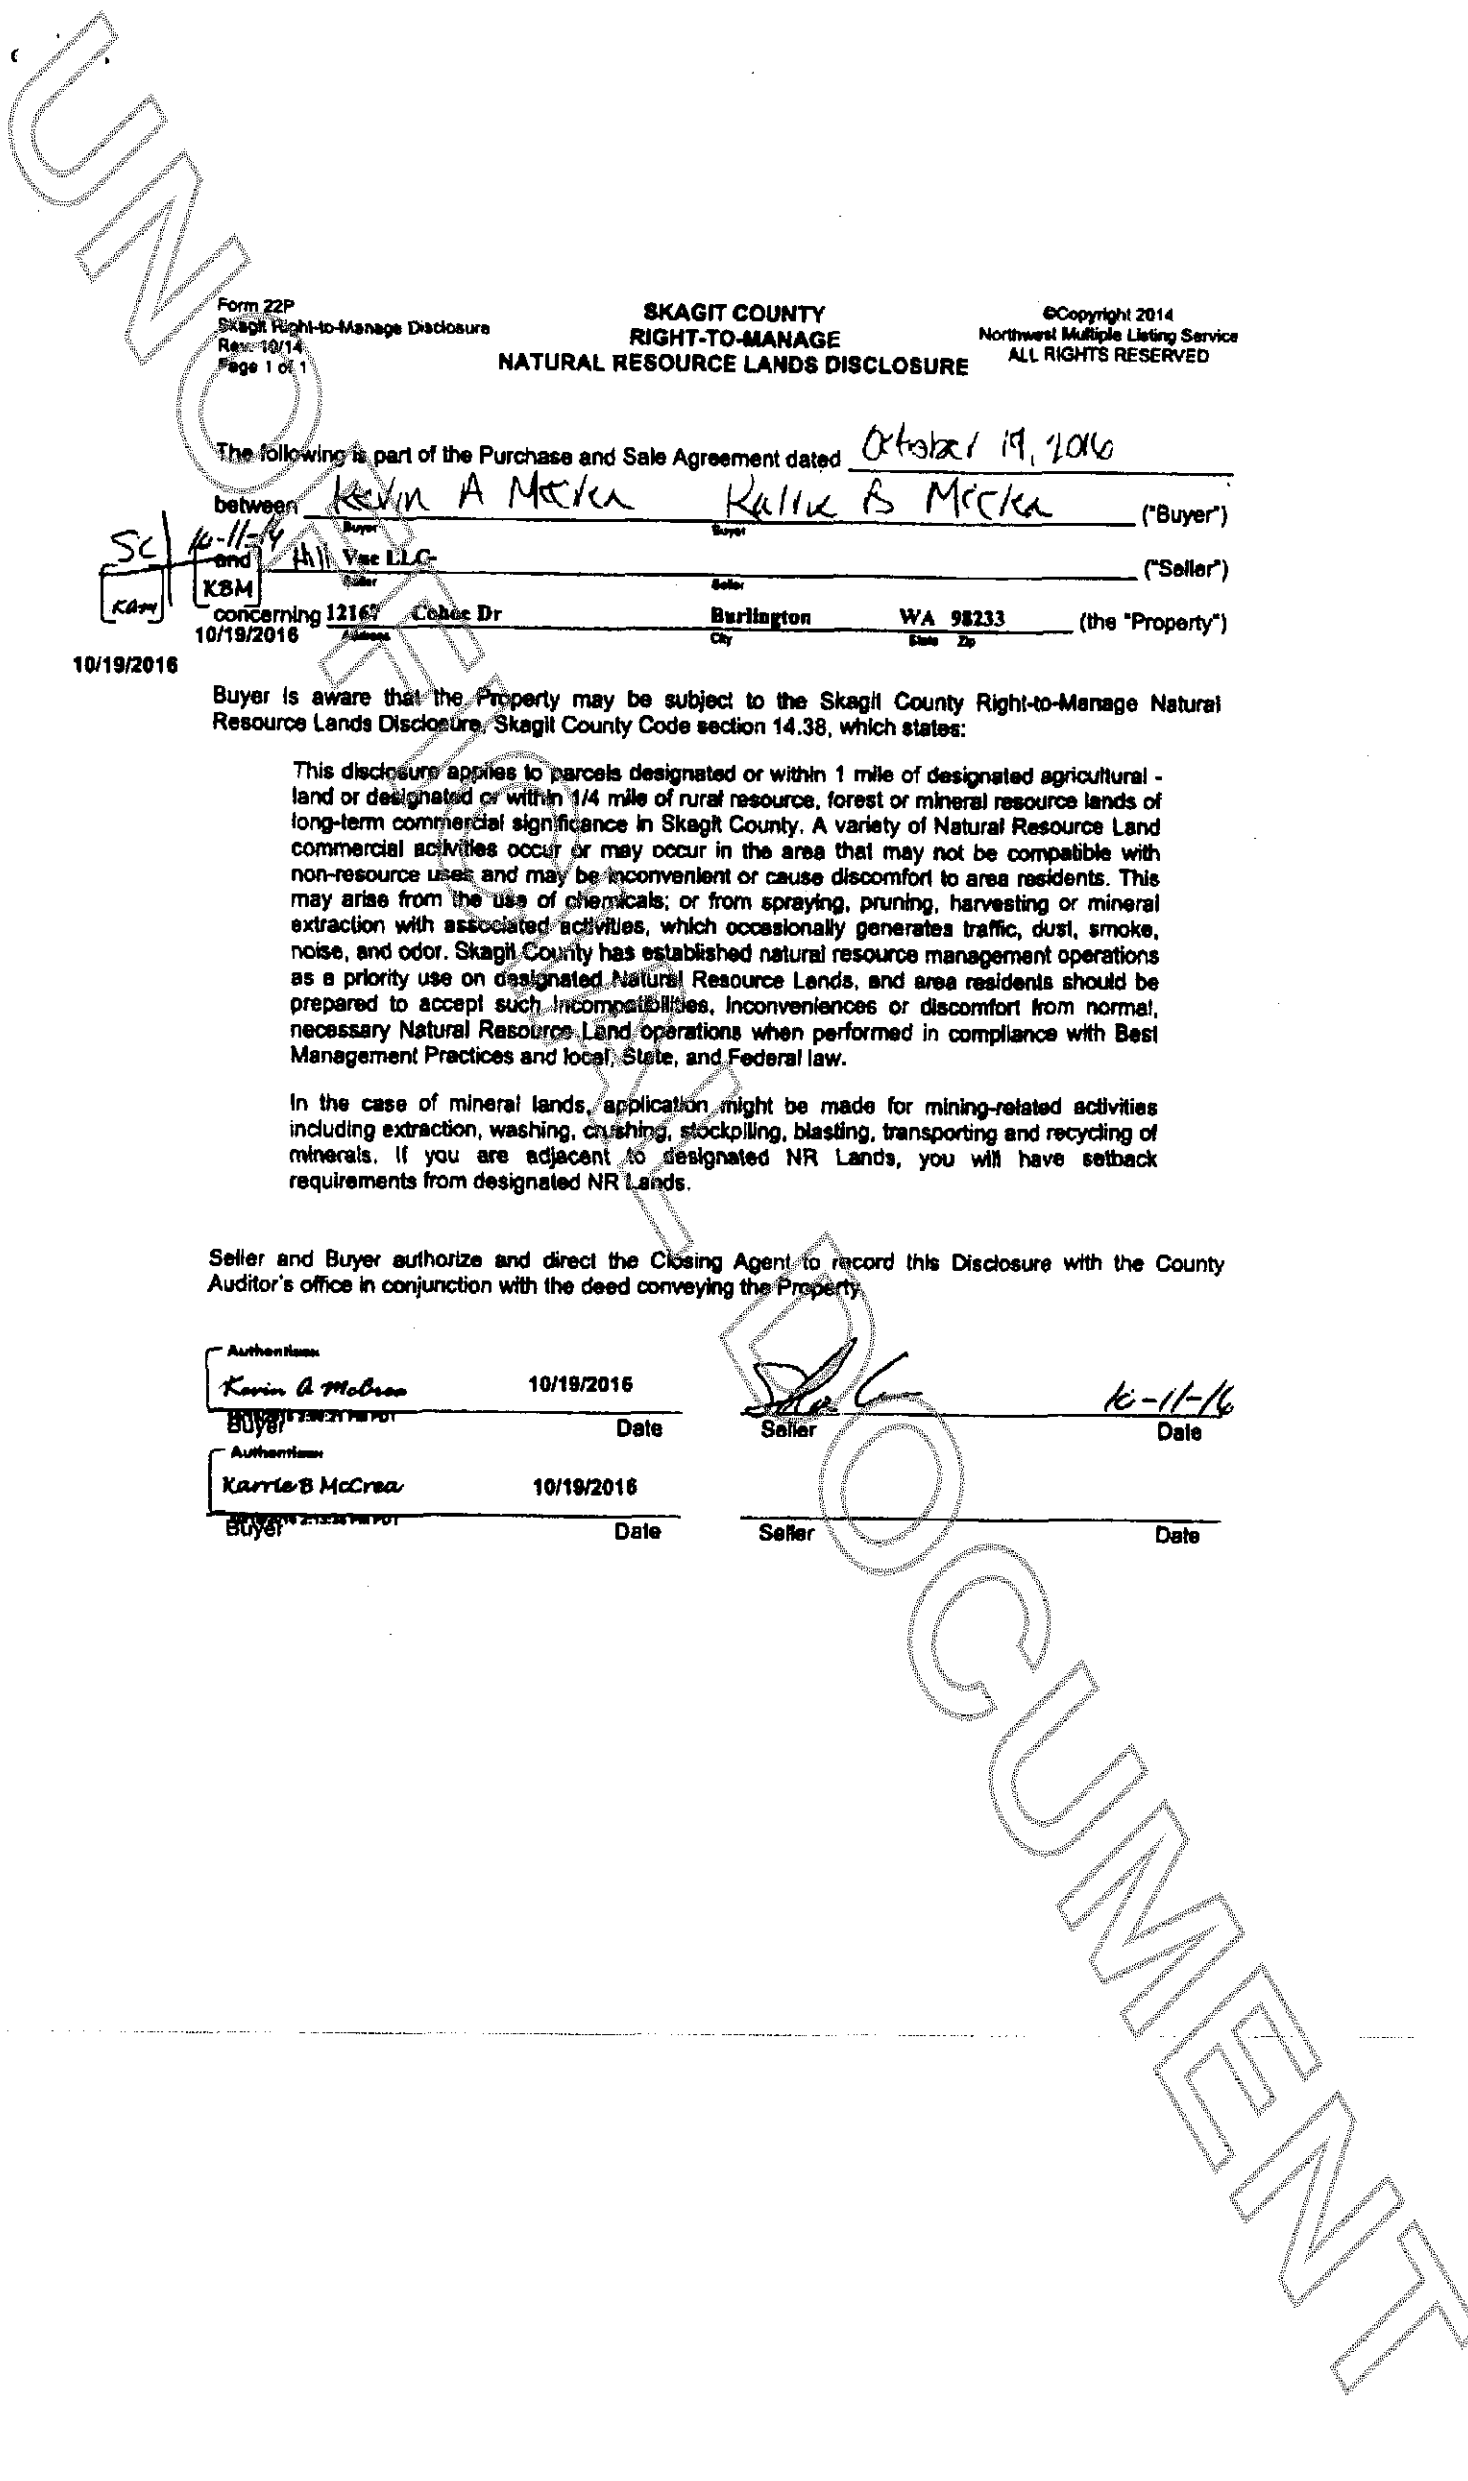 Form 22P
Skagit Right-to-Manage Disclosure
Rev. 10/14
Page 1 of 1
SKAGIT COUNTY
RIGHT-TO-MANAGE
NATURAL RESOURCE LANDS DISCLOSURE
©Copyright 2014
Northwest Multiple Listing Service
ALL RIGHTS RESERVED
The following is part of the Purchase and Sale Agreement dated October 19, 2016
between Kevin A McCrea B McCrea ("Buyer")
Buyer Buyer
SC 10-11-16
and Hill Vue LLC ("Seller")
Seller Seller
KAM KBM
concerning Dr Burlington WA 98233 (the "Property")
Address City State Zip
10/19/2016
10/19/2016
Buyer is aware that the Property may be subject to the Skagit County Right-to-Manage Natural
Resource Lands Disclosure, Skagit County Code section 14.38, which states:
This disclosure applies to parcels designated or within 1 mile of designated agricultural -
land or designated or within 1/4 mile of rural resource, forest or mineral resource lands of
long-term commercial significance in Skagit County. A variety of Natural Resource Land
commercial activities occur or may occur in the area that may not be compatible with
non-resource uses and may be inconvenient or cause discomfort to area residents. This
may arise from the use of chemicals; or from spraying, pruning, harvesting or mineral
extraction with associated activities, which occasionally generates traffic, dust, smoke,
noise, and odor. Skagit County has established natural resource management operations
as a priority use on designated Natural Resource Lands, and area residents should be
prepared to accept such incompatibilities, inconveniences or discomfort from normal,
necessary Natural Resource Land operations when performed in compliance with Best
Management Practices and local, State, and Federal law.
In the case of mineral lands, application might be made for mining-related activities
including extraction, washing, crushing, stockpiling, blasting, transporting and recycling of
minerals. If you are adjacent to designated NR Lands, you will have setback
requirements from designated NR Lands.
Seller and Buyer authorize and direct the Closing Agent to record this Disclosure with the County
Auditor's office in conjunction with the deed conveying the Property.
Authentisign
Kevin A McCrea 10/19/2016 10-11-16
Buyer Date Seller Date
Authentisign
Karrie B McCrea 10/19/2016
Buyer Date Seller Date
UNOFFICIAL DOCUMENT